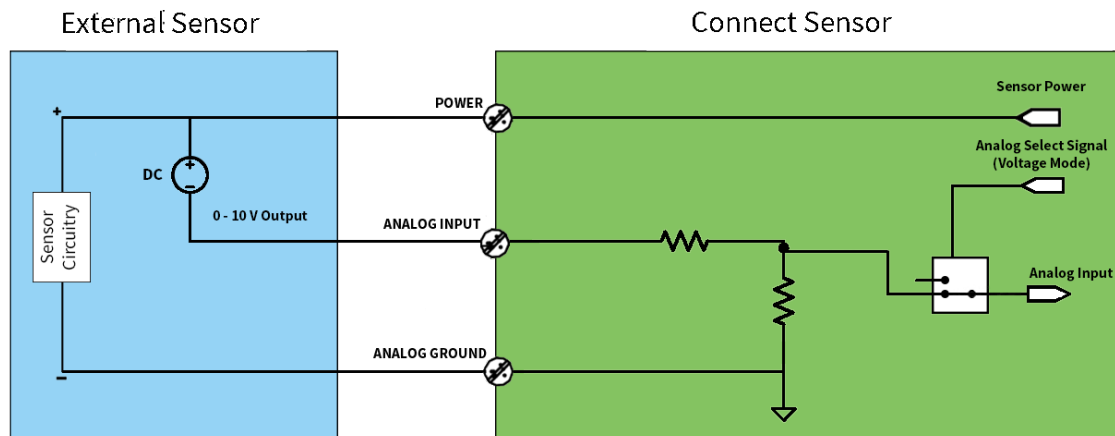 External Sensor
Connect Sensor
+
POWER
Sensor Power
Analog Select Signal
(Voltage Mode)
DC
+
−
0 - 10 V Output
ANALOG INPUT
Sensor
Circuitry
Analog Input
ANALOG GROUND
−